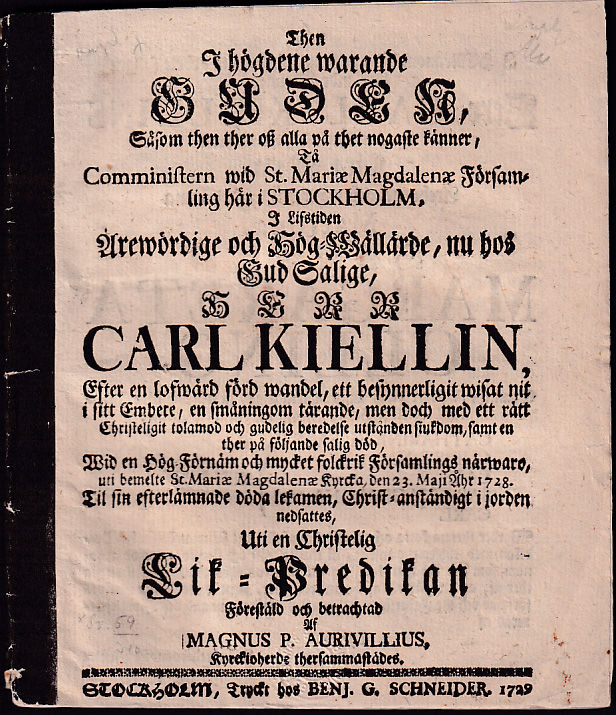 Then
I högdene warande
GUDEN,
Såsom then ther oß alla på thet nogaste känner,
Tå
Comministern wid St. Mariæ Magdalenæ Försam-
ling här i STOCKHOLM,
I Lifstiden
Årewördige och Hög-Wällärde, nu hos
Gud Salige,
HERR
CARL KIELLIN,
Efter en lofwärd förd wandel, ett besynnerligit wisat nit
i sitt Embete, en småningom tärande, men doch med ett rätt
Christeligit tolamod och gudelig beredelse utstånden siukdom, samt en
ther på följande salig död,
Wid en Hög-Förnäm och mycket folckrik Församlings närwaro,
uti bemelte St. Mariæ Magdalenæ Kyrcka, den 23. Maji Åhr 1728.
Til sin efterlämnade döda lekamen, Christ-anständigt i jorden
nedsattes,
Uti en Christelig
Lik-Predikan
Förestäld och betrachtad
Af
MAGNUS P. AURIVILLIUS,
Kyrckioherde thersammastädes.
STOCKHOLM, Tryckt hos BENJ. G. SCHNEIDER. 1729
59